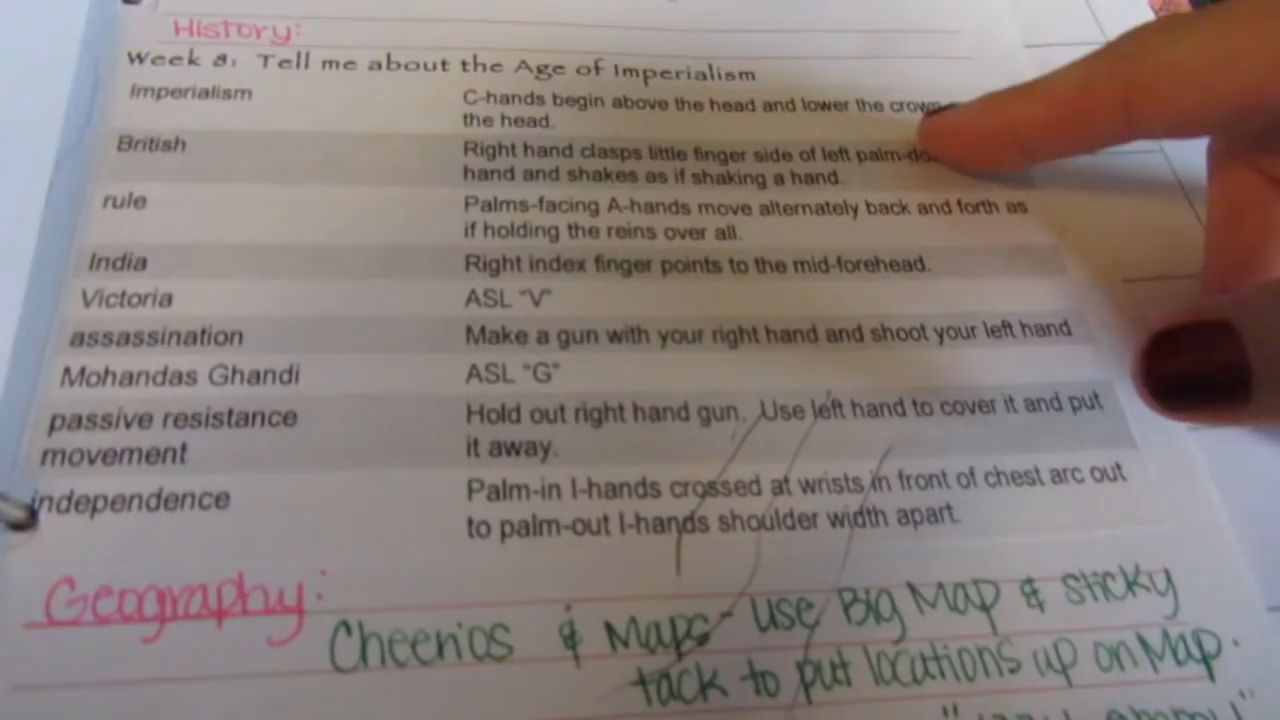 History:
Week 8: Tell me about the Age of Imperialism
Imperialism C-hands begin above the head and lower the
the head.
British Right hand clasps little finger side of left
hand and shakes as if shaking a hand.
rule Palms-facing A-hands move alternately back and forth as
if holding the reins over all.
India Right index finger points to the mid-forehead.
Victoria ASL "V"
assassination Make a gun with your right hand and shoot your left hand
Mohandas Ghandi ASL "G"
passive resistance Hold out right hand gun. Use left hand to cover it and put
movement it away.
independence Palm-in I-hands crossed at wrists in front of chest arc out
to palm-out I-hands shoulder width apart.
Geography:
Cheerios & Maps - use Big Map & sticky
tack to put locations up on Map.